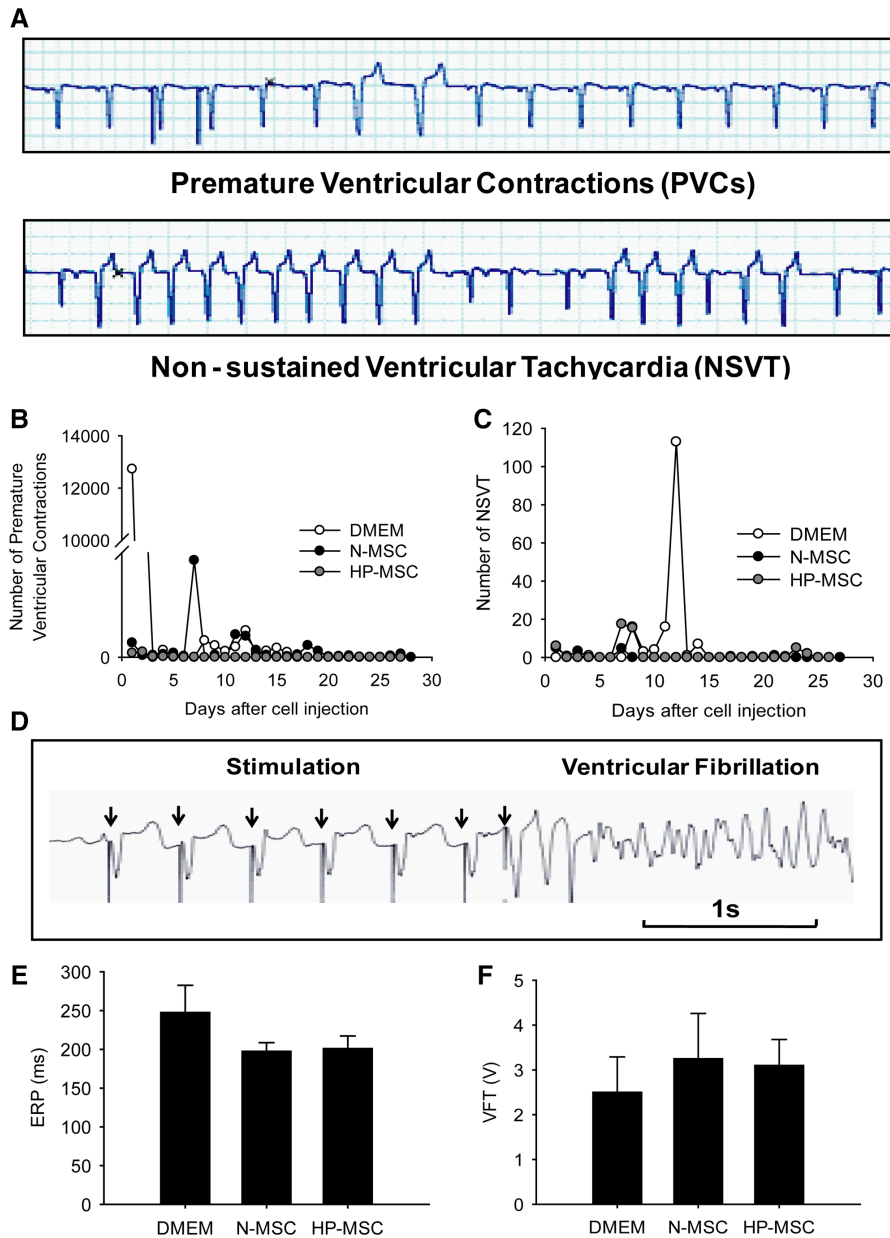 A
Premature Ventricular Contractions (PVCs)
Non - sustained Ventricular Tachycardia (NSVT)
B
14000
12000
10000
0
Number of Premature
Ventricular Contractions
DMEM
N-MSC
HP-MSC
0 5 10 15 20 25 30
Days after cell injection
C
120
100
80
60
40
20
0
Number of NSVT
DMEM
N-MSC
HP-MSC
0 5 10 15 20 25 30
Days after cell injection
D
Stimulation
Ventricular Fibrillation
1s
E
300
250
200
150
100
50
0
ERP (ms)
DMEM N-MSC HP-MSC
F
5
4
3
2
1
0
VFT (V)
DMEM N-MSC HP-MSC